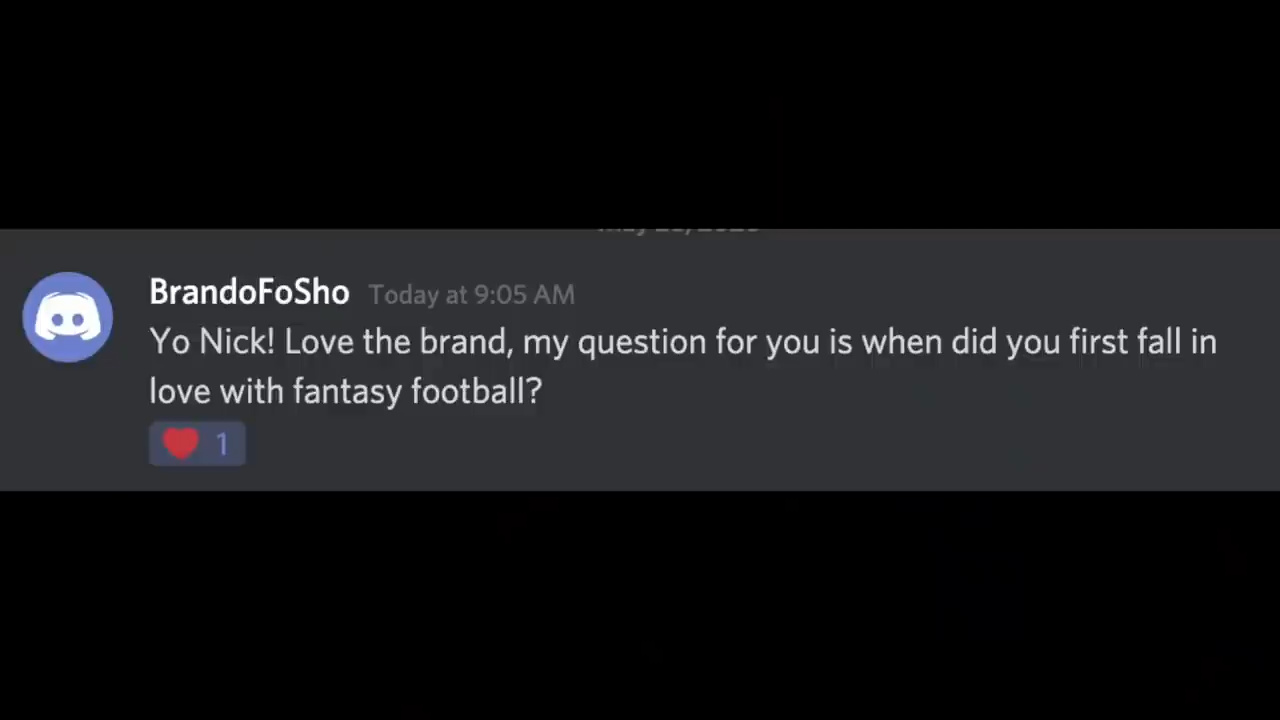 BrandoFoSho Today at 9:05 AM
Yo Nick! Love the brand, my question for you is when did you first fall in
love with fantasy football?
❤️ 1